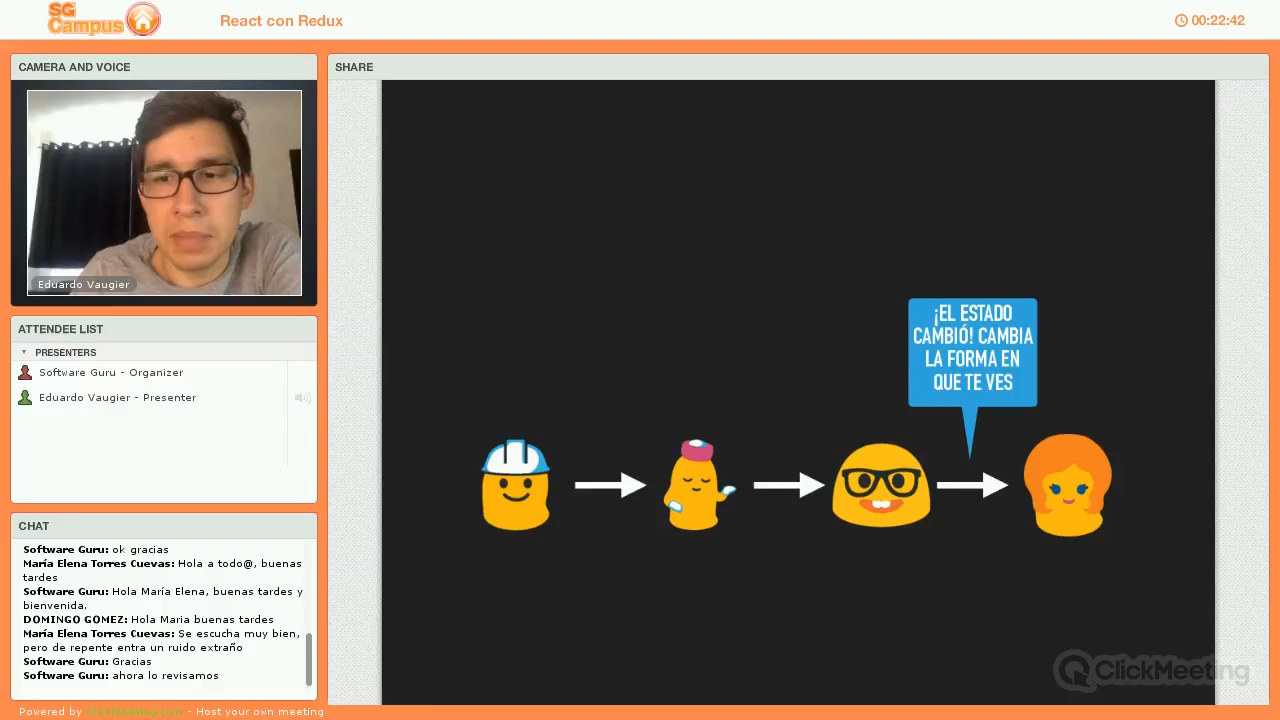 SG
Campus
React con Redux
00:22:42
CAMERA AND VOICE
Eduardo Vaugier
ATTENDEE LIST
PRESENTERS
Software Guru - Organizer
Eduardo Vaugier - Presenter
CHAT
Software Guru: ok gracias
María Elena Torres Cuevas: Hola a todo@, buenas
tardes
Software Guru: Hola María Elena, buenas tardes y
bienvenida.
DOMINGO GOMEZ: Hola Maria buenas tardes
María Elena Torres Cuevas: Se escucha muy bien,
pero de repente entra un ruido extraño
Software Guru: Gracias
Software Guru: ahora lo revisamos
Powered by ClickMeeting.com - Host your own meeting
SHARE
¡EL ESTADO
CAMBIÓ! CAMBIA
LA FORMA EN
QUE TE VES
ClickMeeting